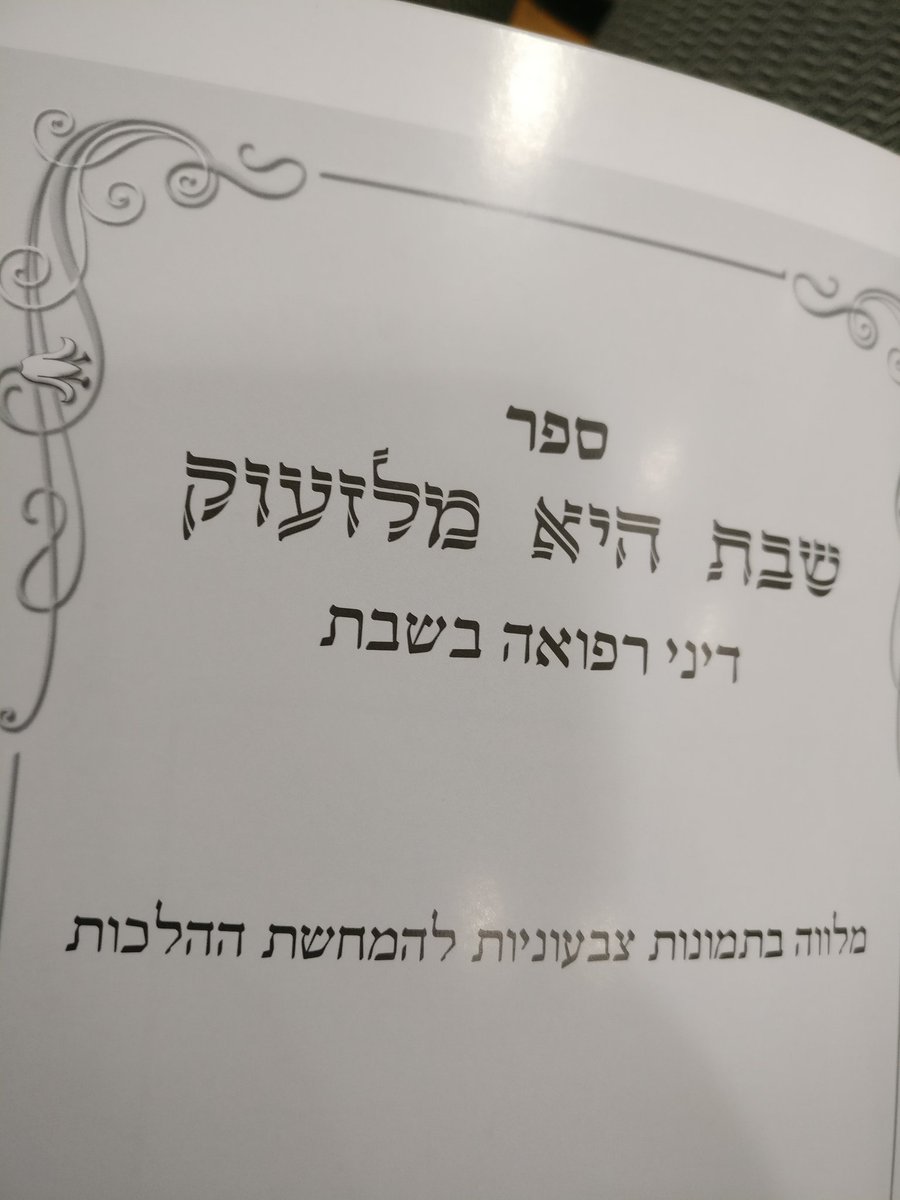 ספר
שבת היא מלזעוק
דיני רפואה בשבת
מלווה בתמונות צבעוניות להמחשת ההלכות